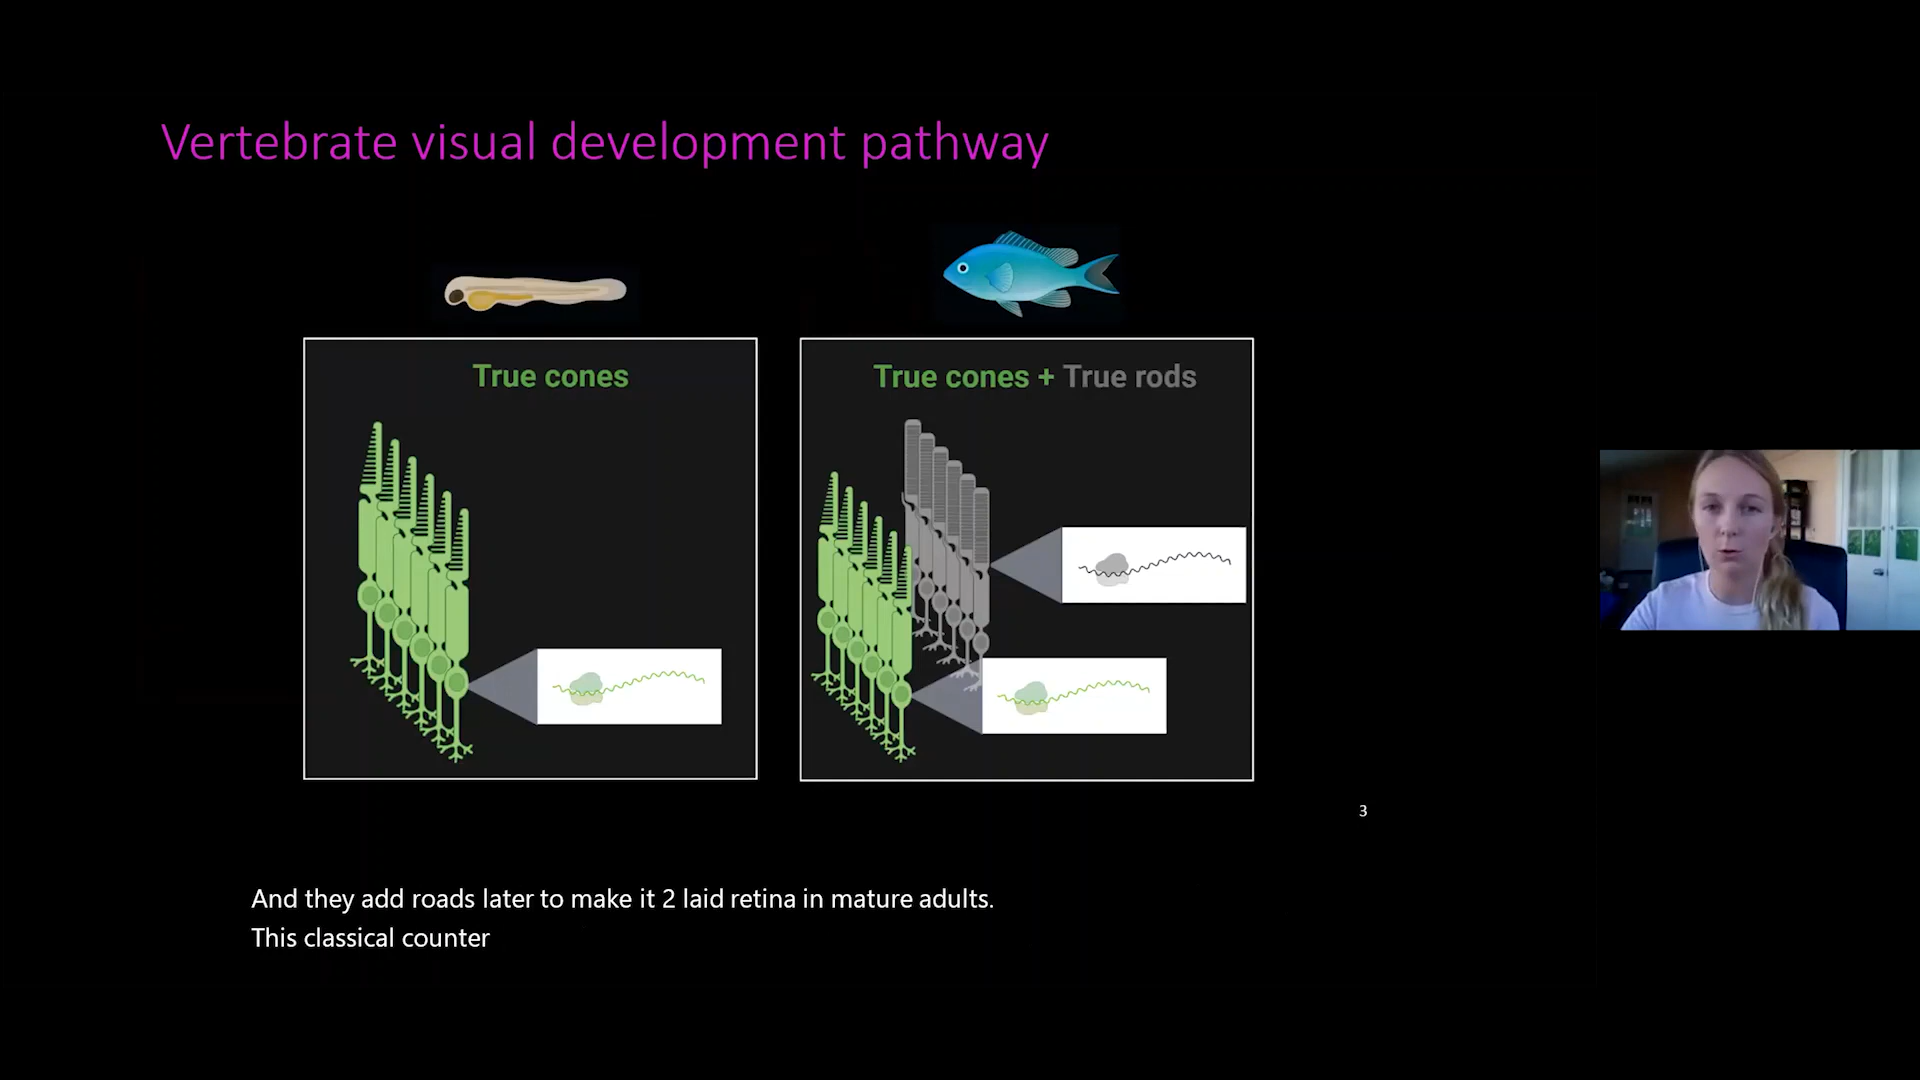 Vertebrate visual development pathway
True cones
True cones + True rods
3
And they add roads later to make it 2 laid retina in mature adults.
This classical counter